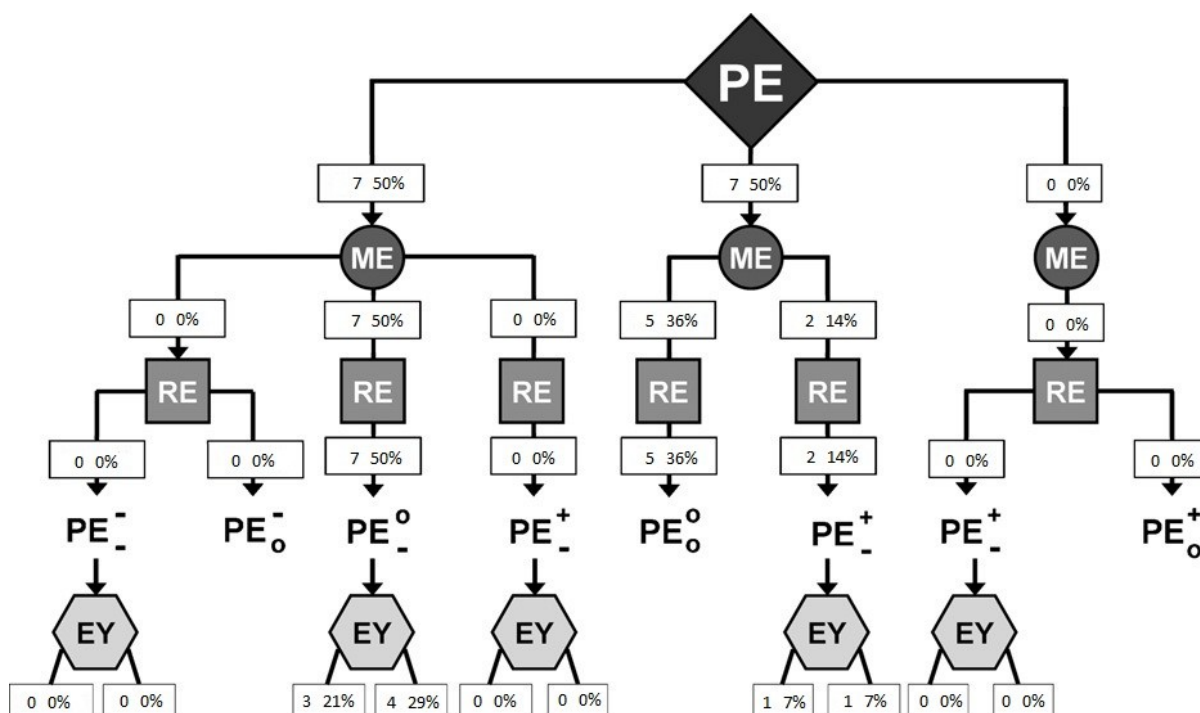 PE
7 50% 7 50% 0 0%
ME ME ME
0 0% 7 50% 0 0% 5 36% 2 14% 0 0%
RE RE RE RE RE RE
0 0% 0 0% 7 50% 0 0% 5 36% 2 14% 0 0% 0 0%
PE⁻₋ PE⁻ₒ PEᵒ₋ PE⁺₋ PEᵒₒ PE⁺₋ PE⁺₋ PE⁺ₒ
EY EY EY EY EY
0 0% 0 0% 3 21% 4 29% 0 0% 0 0% 1 7% 1 7% 0 0% 0 0%